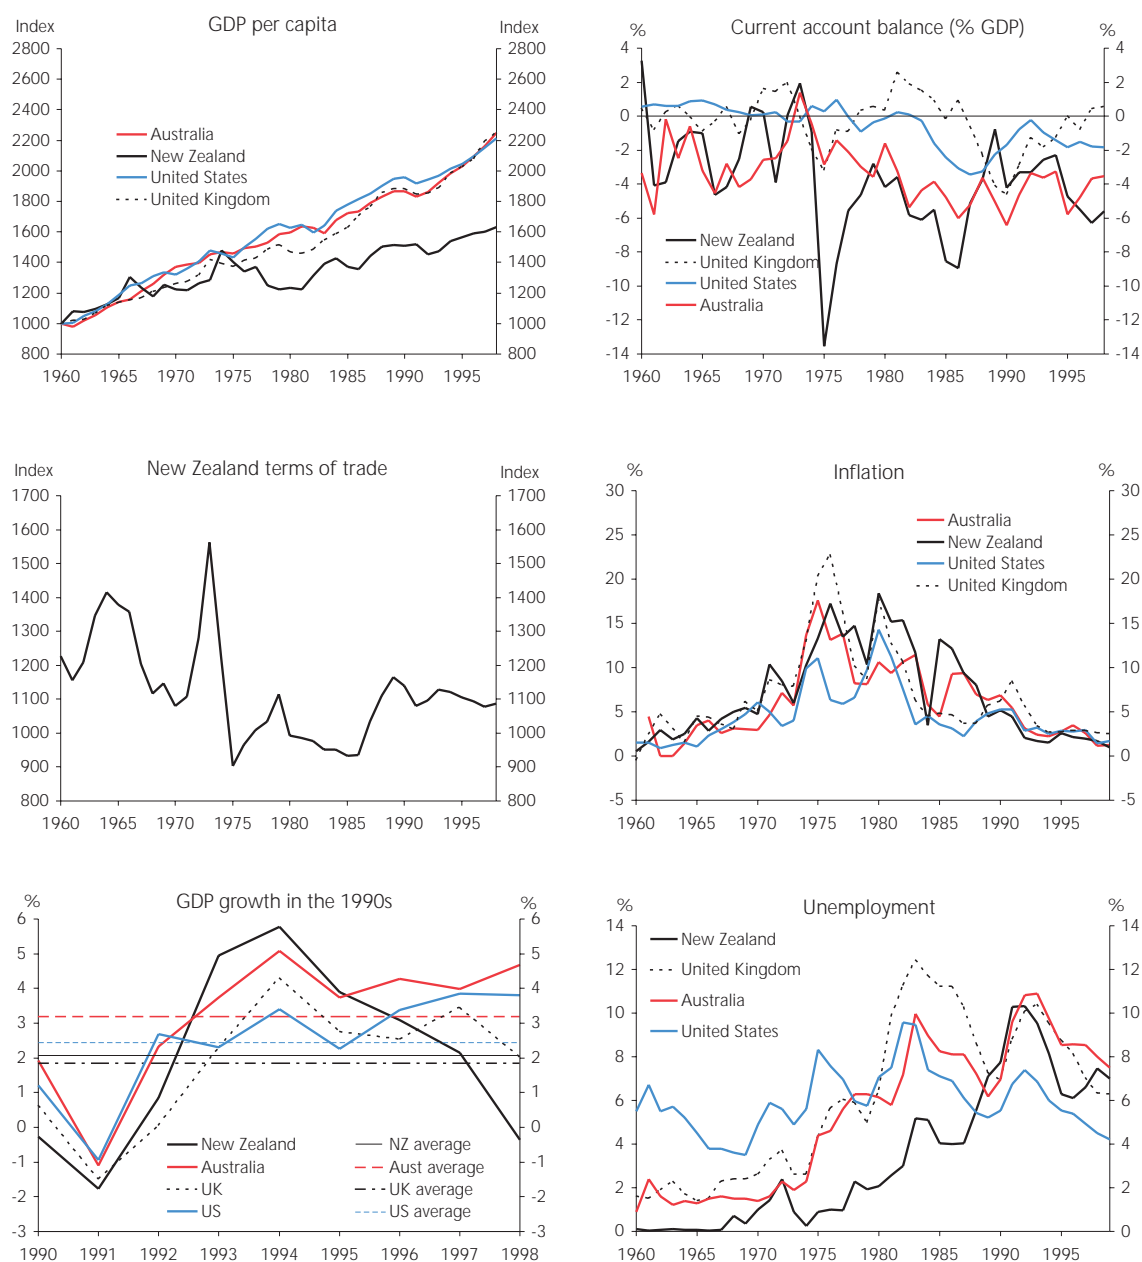 GDP per capita
Index Index
2800 2800
2600 2600
2400 2400
2200 2200
2000 2000
1800 1800
1600 1600
1400 1400
1200 1200
1000 1000
800 800
Australia
New Zealand
United States
United Kingdom
1960 1965 1970 1975 1980 1985 1990 1995
Current account balance (% GDP)
% %
4 4
2 2
0 0
-2 -2
-4 -4
-6 -6
-8 -8
-10 -10
-12 -12
-14 -14
New Zealand
United Kingdom
United States
Australia
1960 1965 1970 1975 1980 1985 1990 1995
New Zealand terms of trade
Index Index
1700 1700
1600 1600
1500 1500
1400 1400
1300 1300
1200 1200
1100 1100
1000 1000
900 900
800 800
1960 1965 1970 1975 1980 1985 1990 1995
Inflation
% %
30 30
25 25
20 20
15 15
10 10
5 5
0 0
-5 -5
Australia
New Zealand
United States
United Kingdom
1960 1965 1970 1975 1980 1985 1990 1995
GDP growth in the 1990s
% %
6 6
5 5
4 4
3 3
2 2
1 1
0 0
-1 -1
-2 -2
-3 -3
New Zealand NZ average
Australia Aust average
UK UK average
US US average
1990 1991 1992 1993 1994 1995 1996 1997 1998
Unemployment
% %
14 14
12 12
10 10
8 8
6 6
4 4
2 2
0 0
New Zealand
United Kingdom
Australia
United States
1960 1965 1970 1975 1980 1985 1990 1995